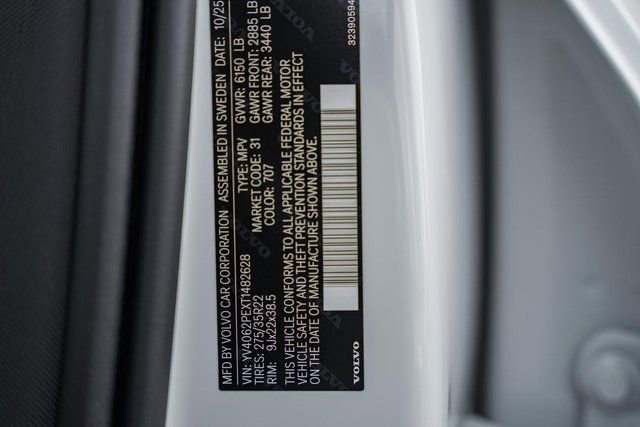 MFD BY VOLVO CAR CORPORATION ASSEMBLED IN SWEDEN DATE: 10/25
VIN: YV4062PEXT1482628 TYPE: MPV GVWR: 6150 LB
TIRES: 275/35R22 MARKET CODE: 31 GAWR FRONT: 2885 LB
RIM: 9Jx22x38.5 COLOR: 707 GAWR REAR: 3440 LB
THIS VEHICLE CONFORMS TO ALL APPLICABLE FEDERAL MOTOR
VEHICLE SAFETY AND THEFT PREVENTION STANDARDS IN EFFECT
ON THE DATE OF MANUFACTURE SHOWN ABOVE.
VOLVO
32390594